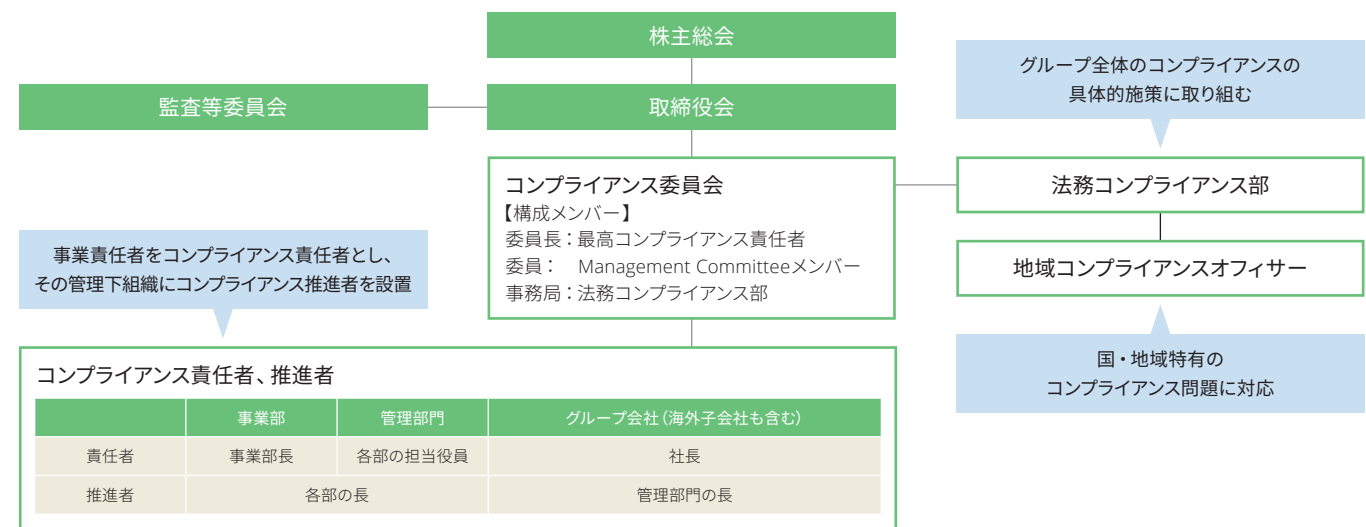 株主総会
監査等委員会
取締役会
グループ全体のコンプライアンスの
具体的施策に取り組む
コンプライアンス委員会
【構成メンバー】
委員長：最高コンプライアンス責任者
委員：　Management Committeeメンバー
事務局：法務コンプライアンス部
法務コンプライアンス部
地域コンプライアンスオフィサー
国・地域特有の
コンプライアンス問題に対応
事業責任者をコンプライアンス責任者とし、
その管理下組織にコンプライアンス推進者を設置
コンプライアンス責任者、推進者
事業部 管理部門 グループ会社（海外子会社も含む）
責任者 事業部長 各部の担当役員 社長
推進者 各部の長 管理部門の長